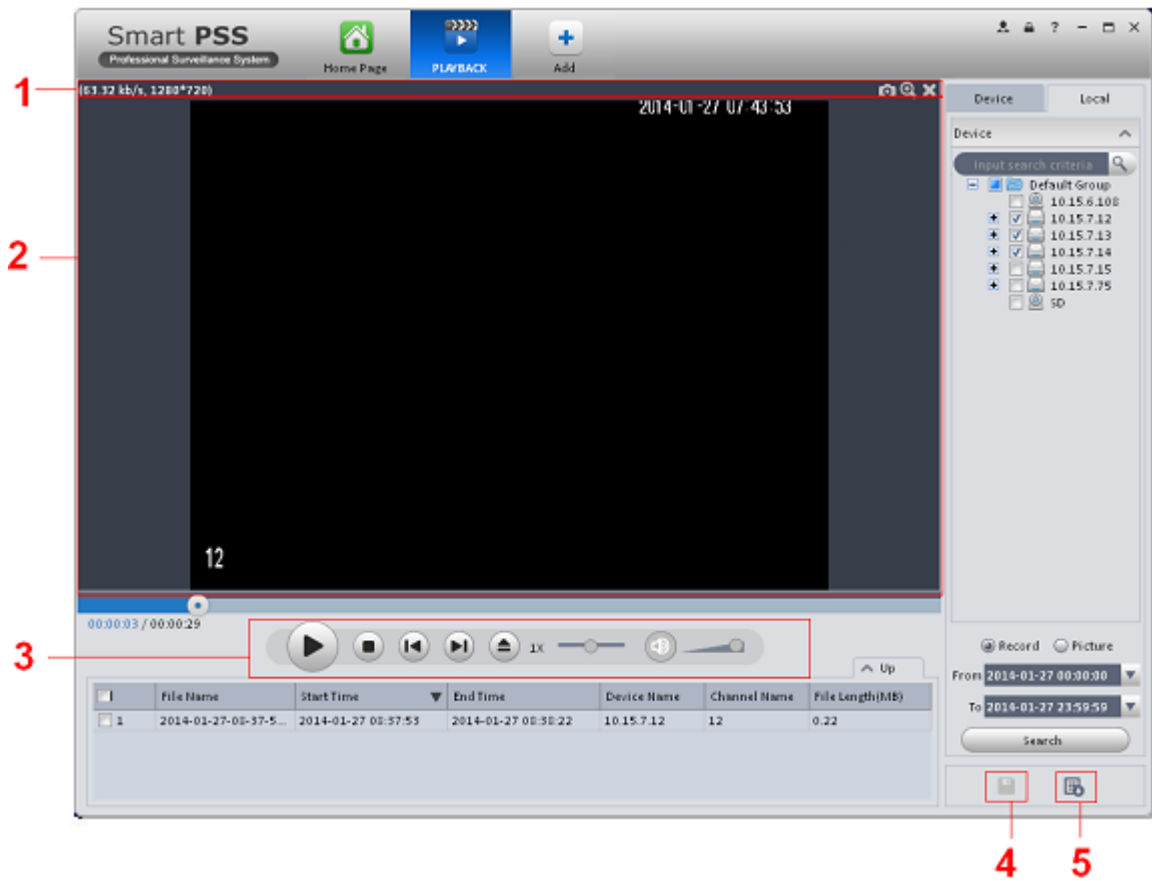 Smart PSS
Professional Surveillance System
Home Page
PLAYBACK
Add
?
1
(63.32 kb/s, 1280*720)
2014-01-27 07:43:53
Device Local
Device
Input search criteria
Default Group
10.15.6.108
10.15.7.12
10.15.7.13
10.15.7.14
10.15.7.15
10.15.7.75
SD
2
12
00:00:03 / 00:00:29
3
1X
Up
Record Picture
From 2014-01-27 00:00:00
To 2014-01-27 23:59:59
Search
File Name Start Time End Time Device Name Channel Name File Length(MB)
1 2014-01-27-08-37-5... 2014-01-27 08:37:53 2014-01-27 08:38:22 10.15.7.12 12 0.22
4 5